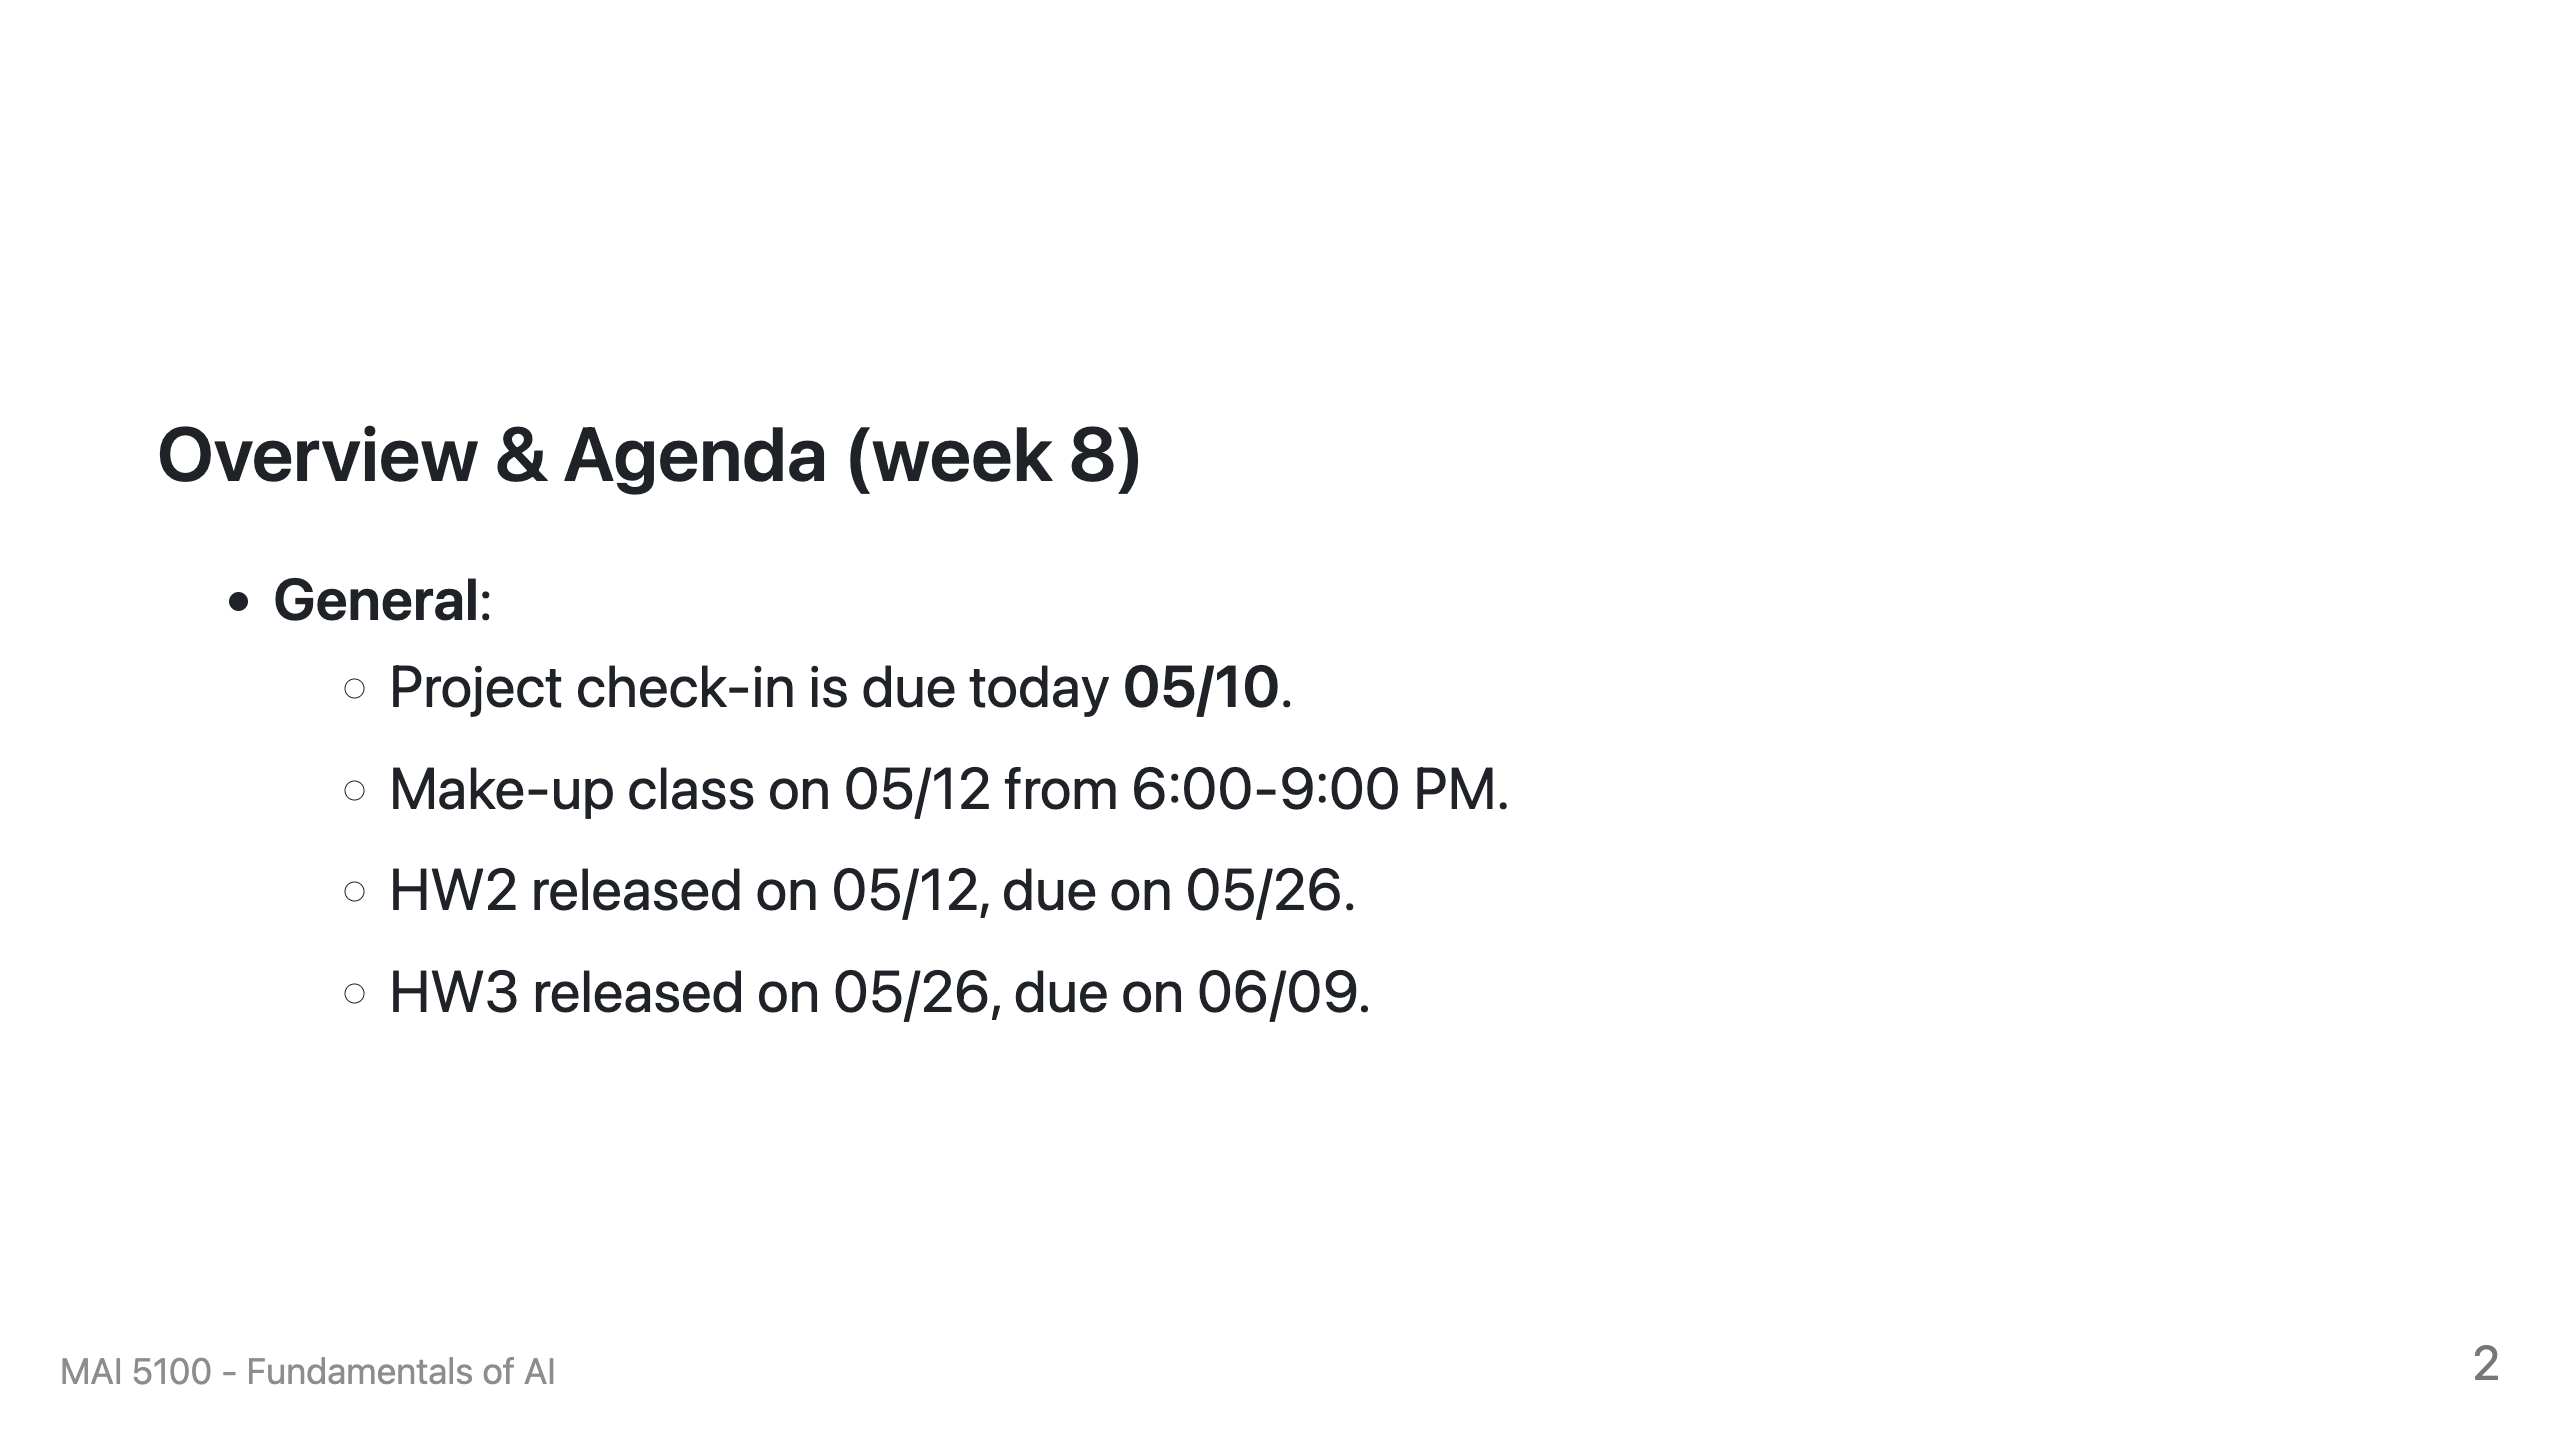 Overview & Agenda (week 8)
• General:
○ Project check-in is due today 05/10.
○ Make-up class on 05/12 from 6:00-9:00 PM.
○ HW2 released on 05/12, due on 05/26.
○ HW3 released on 05/26, due on 06/09.
MAI 5100 - Fundamentals of AI
2